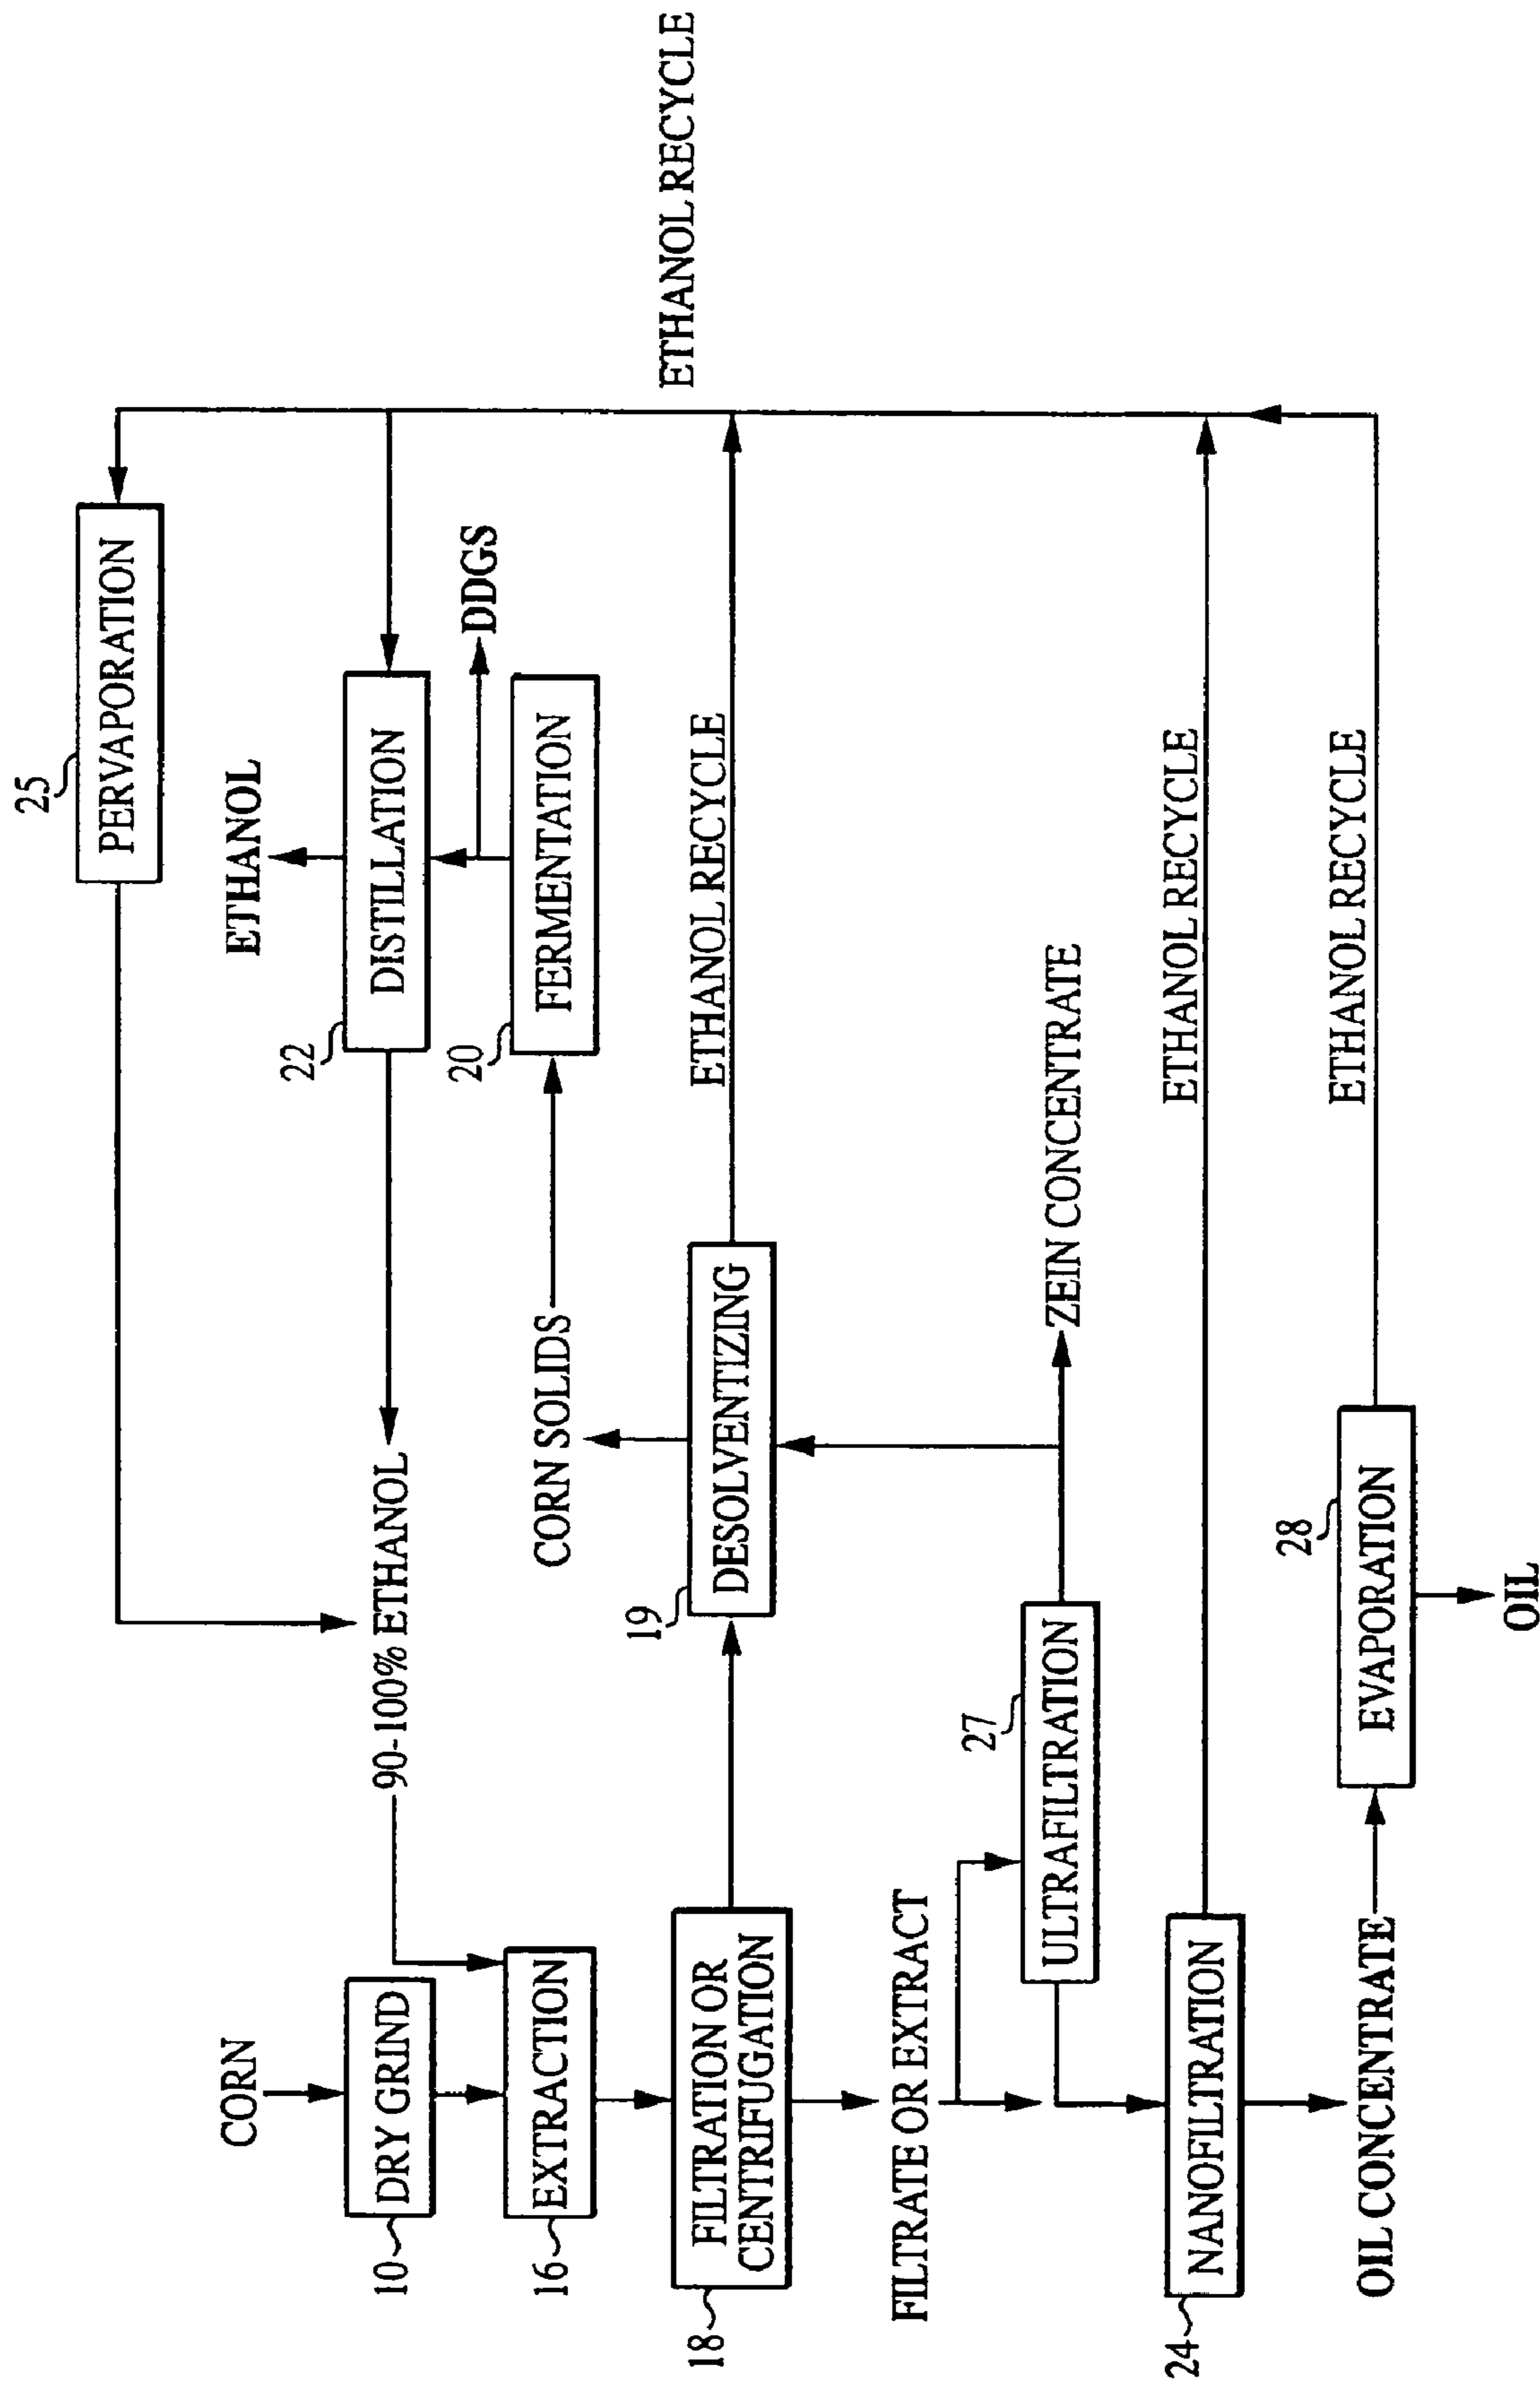 CORN
10
DRY GRIND
16
EXTRACTION
18
FILTRATION OR
CENTRIFUGATION
FILTRATE OR EXTRACT
24
NANOFILTRATION
OIL CONCENTRATE
90-100% ETHANOL
27
ULTRAFILTRATION
19
DESOLVENTIZING
CORN SOLIDS
ZEIN CONCENTRATE
28
EVAPORATION
OIL
25
PERVAPORATION
ETHANOL
22
DISTILLATION
DDGS
20
FERMENTATION
ETHANOL RECYCLE
ETHANOL RECYCLE
ETHANOL RECYCLE
ETHANOL RECYCLE